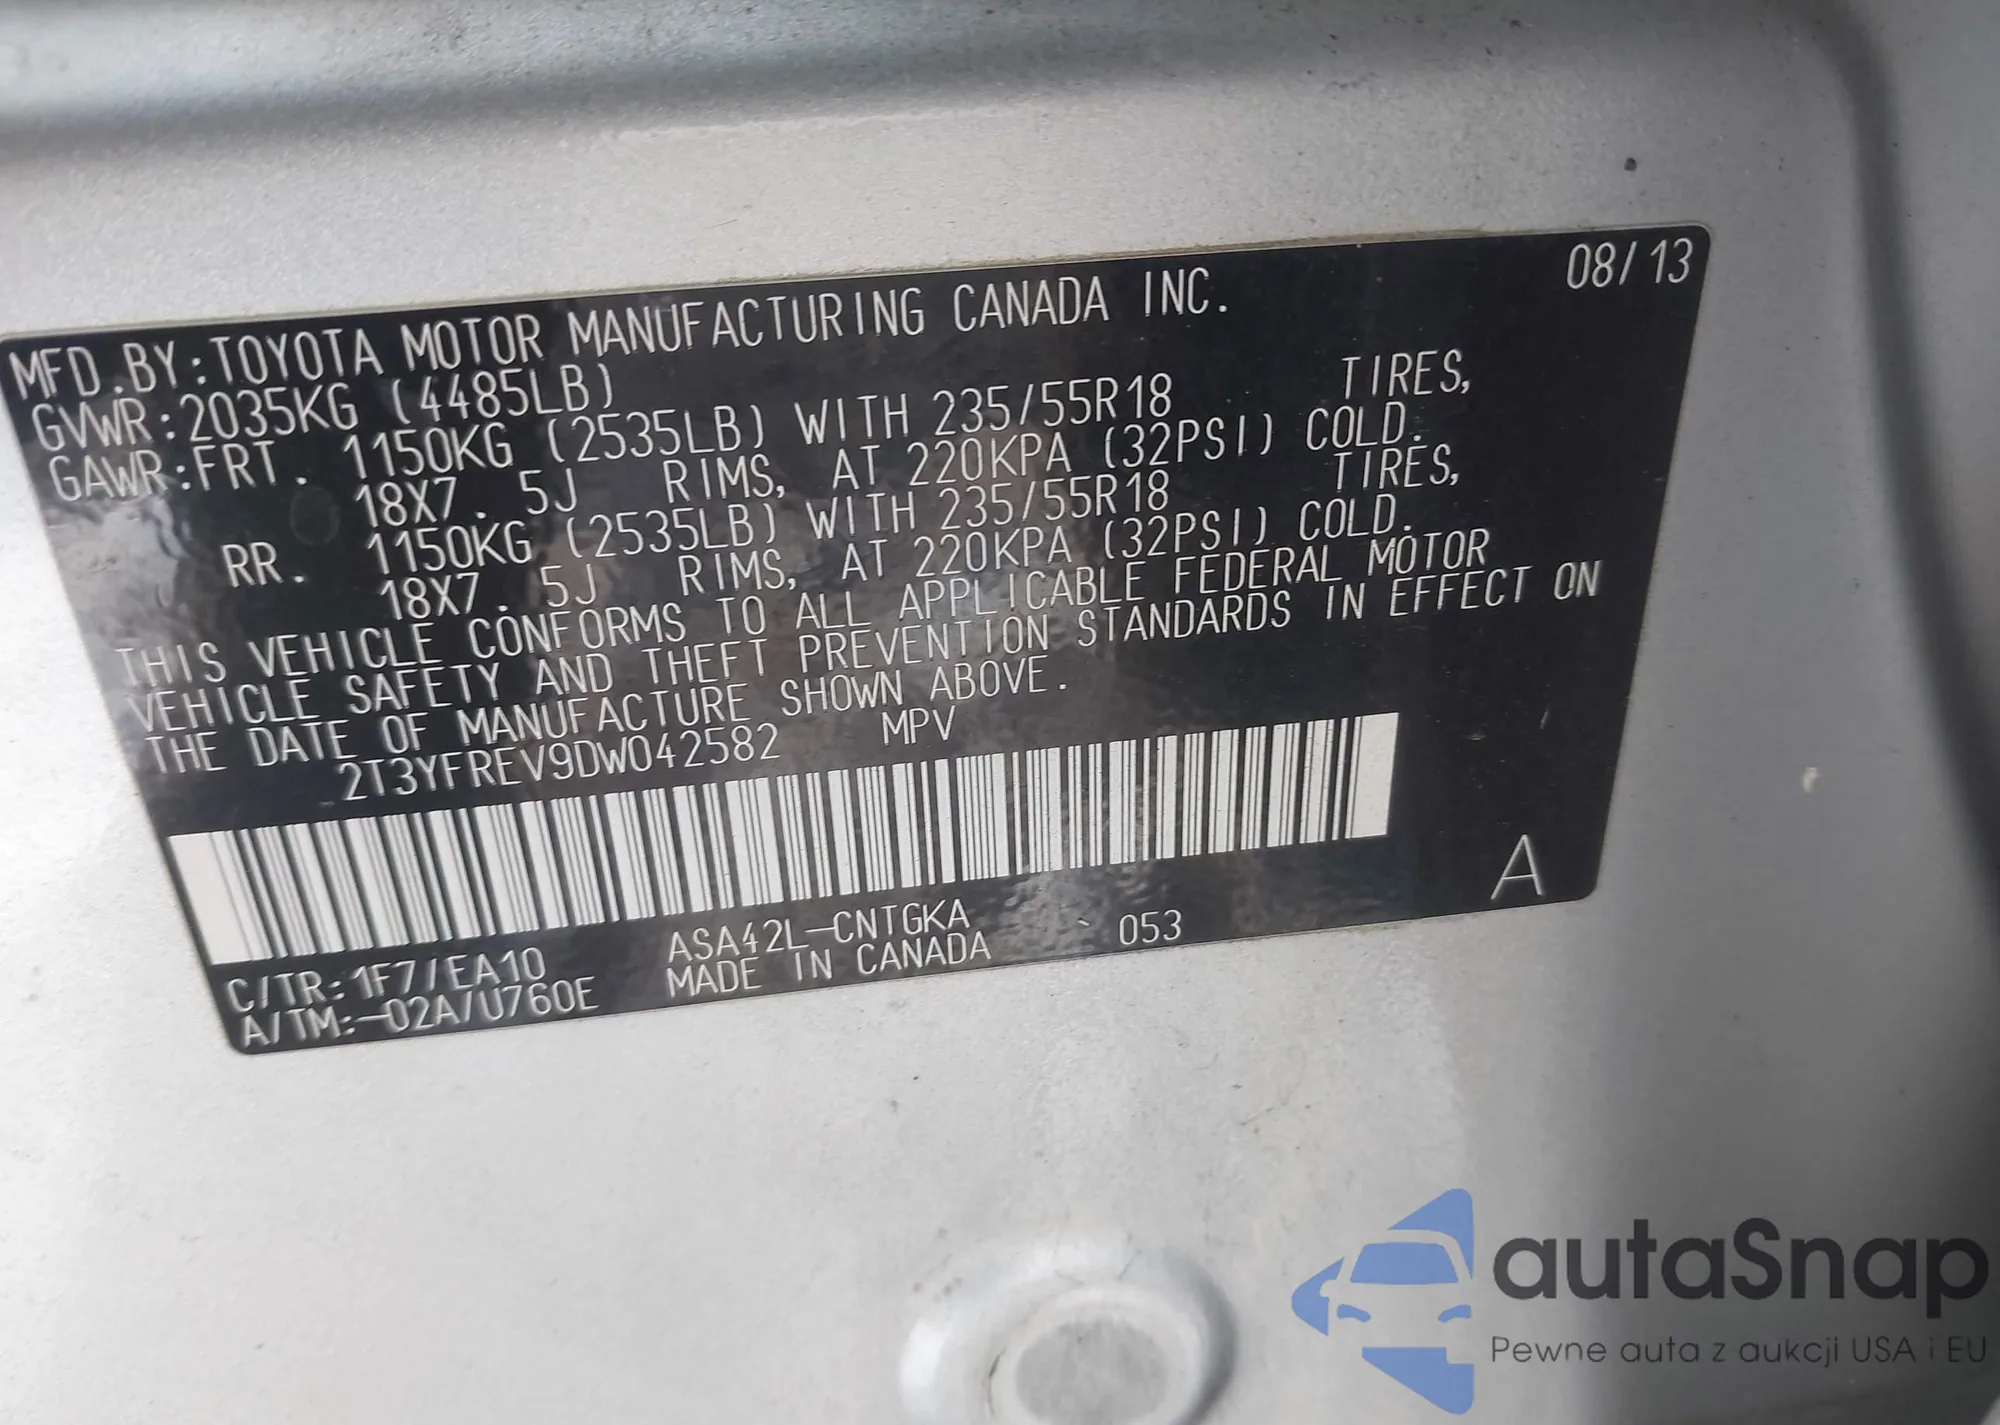 08/13
MFD.BY:TOYOTA MOTOR MANUFACTURING CANADA INC.
GVWR:2035KG (4485LB)
GAWR:FRT. 1150KG (2535LB) WITH 235/55R18 TIRES,
18X7.5J RIMS, AT 220KPA (32PSI) COLD.
RR. 1150KG (2535LB) WITH 235/55R18 TIRES,
18X7.5J RIMS, AT 220KPA (32PSI) COLD.
THIS VEHICLE CONFORMS TO ALL APPLICABLE FEDERAL MOTOR
VEHICLE SAFETY AND THEFT PREVENTION STANDARDS IN EFFECT ON
THE DATE OF MANUFACTURE SHOWN ABOVE.
2T3YFREV9DW042582 MPV
A
C/TR:1F7/EA10 ASA42L-CNTGKA 053
A/TM:-02A/U760E MADE IN CANADA
autaSnap
Pewne auta z aukcji USA i EU